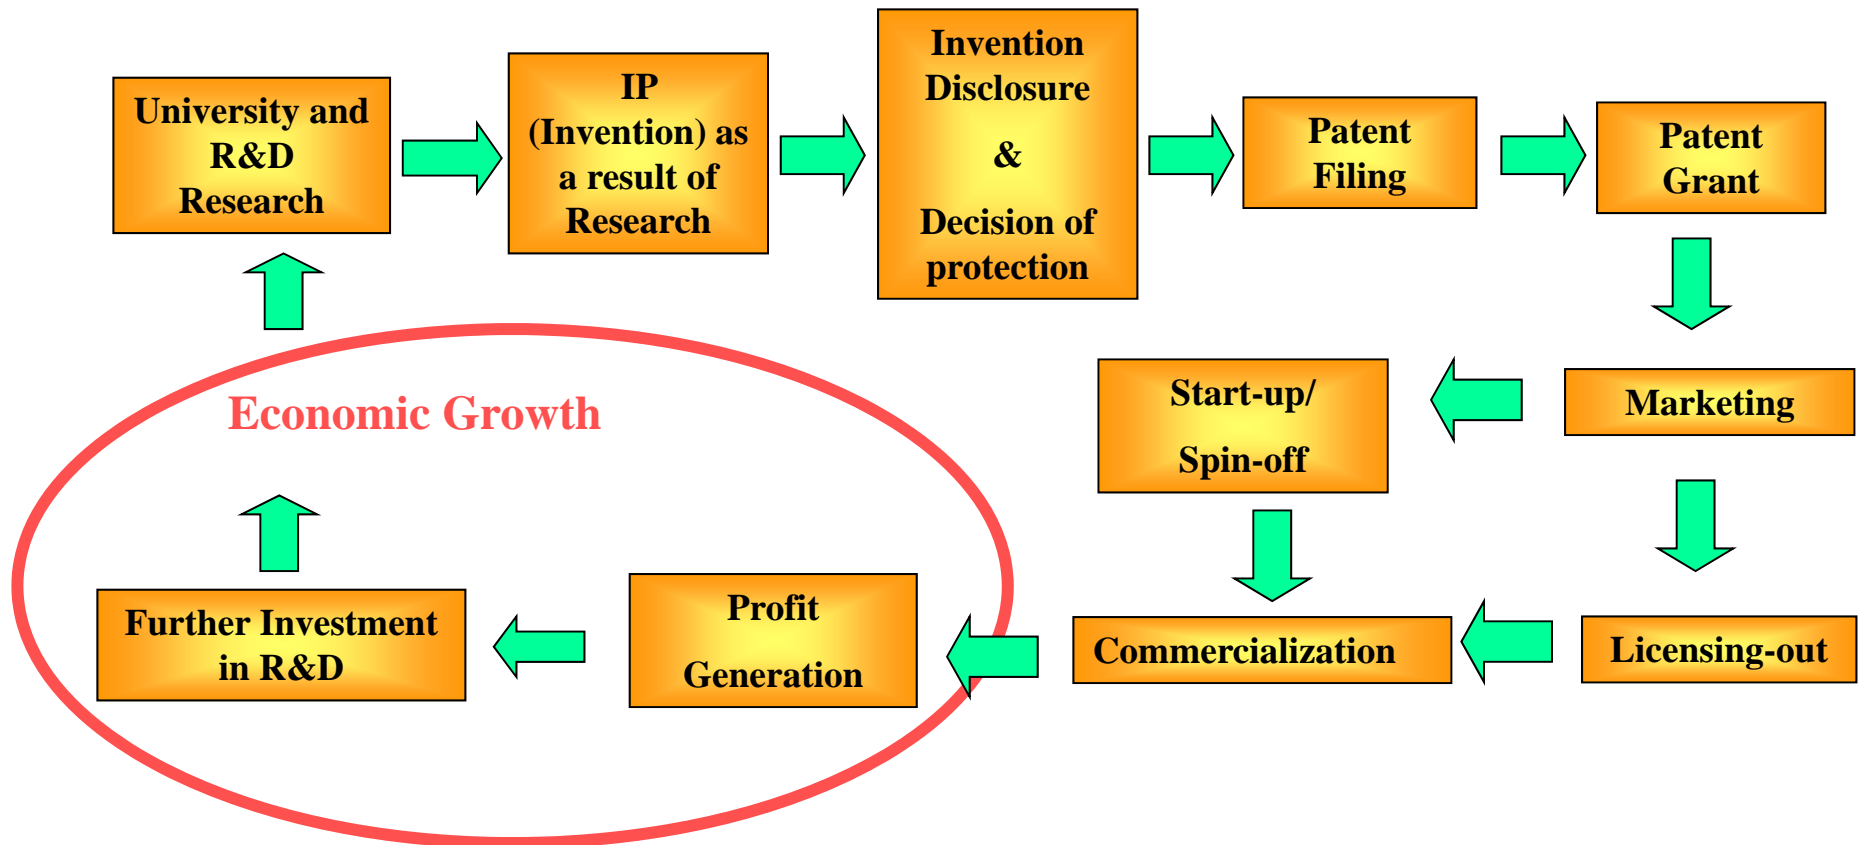 University and
R&D
Research
IP
(Invention) as
a result of
Research
Invention
Disclosure
&
Decision of
protection
Patent
Filing
Patent
Grant
Marketing
Start-up/
Spin-off
Licensing-out
Commercialization
Economic Growth
Profit
Generation
Further Investment
in R&D